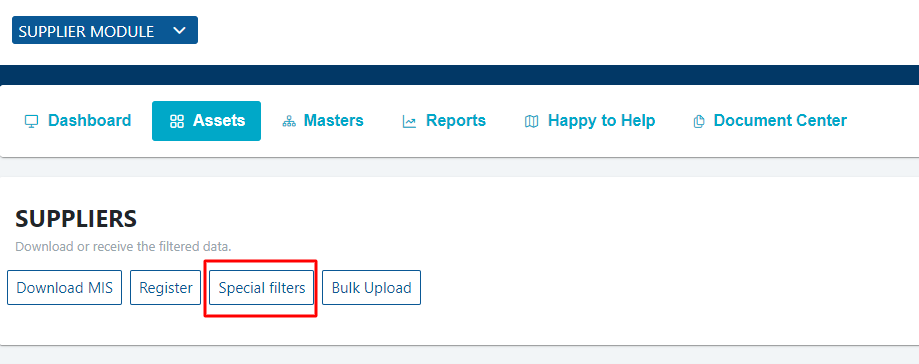 SUPPLIER MODULE
Dashboard Assets Masters Reports Happy to Help Document Center
SUPPLIERS
Download or receive the filtered data.
Download MIS Register Special filters Bulk Upload